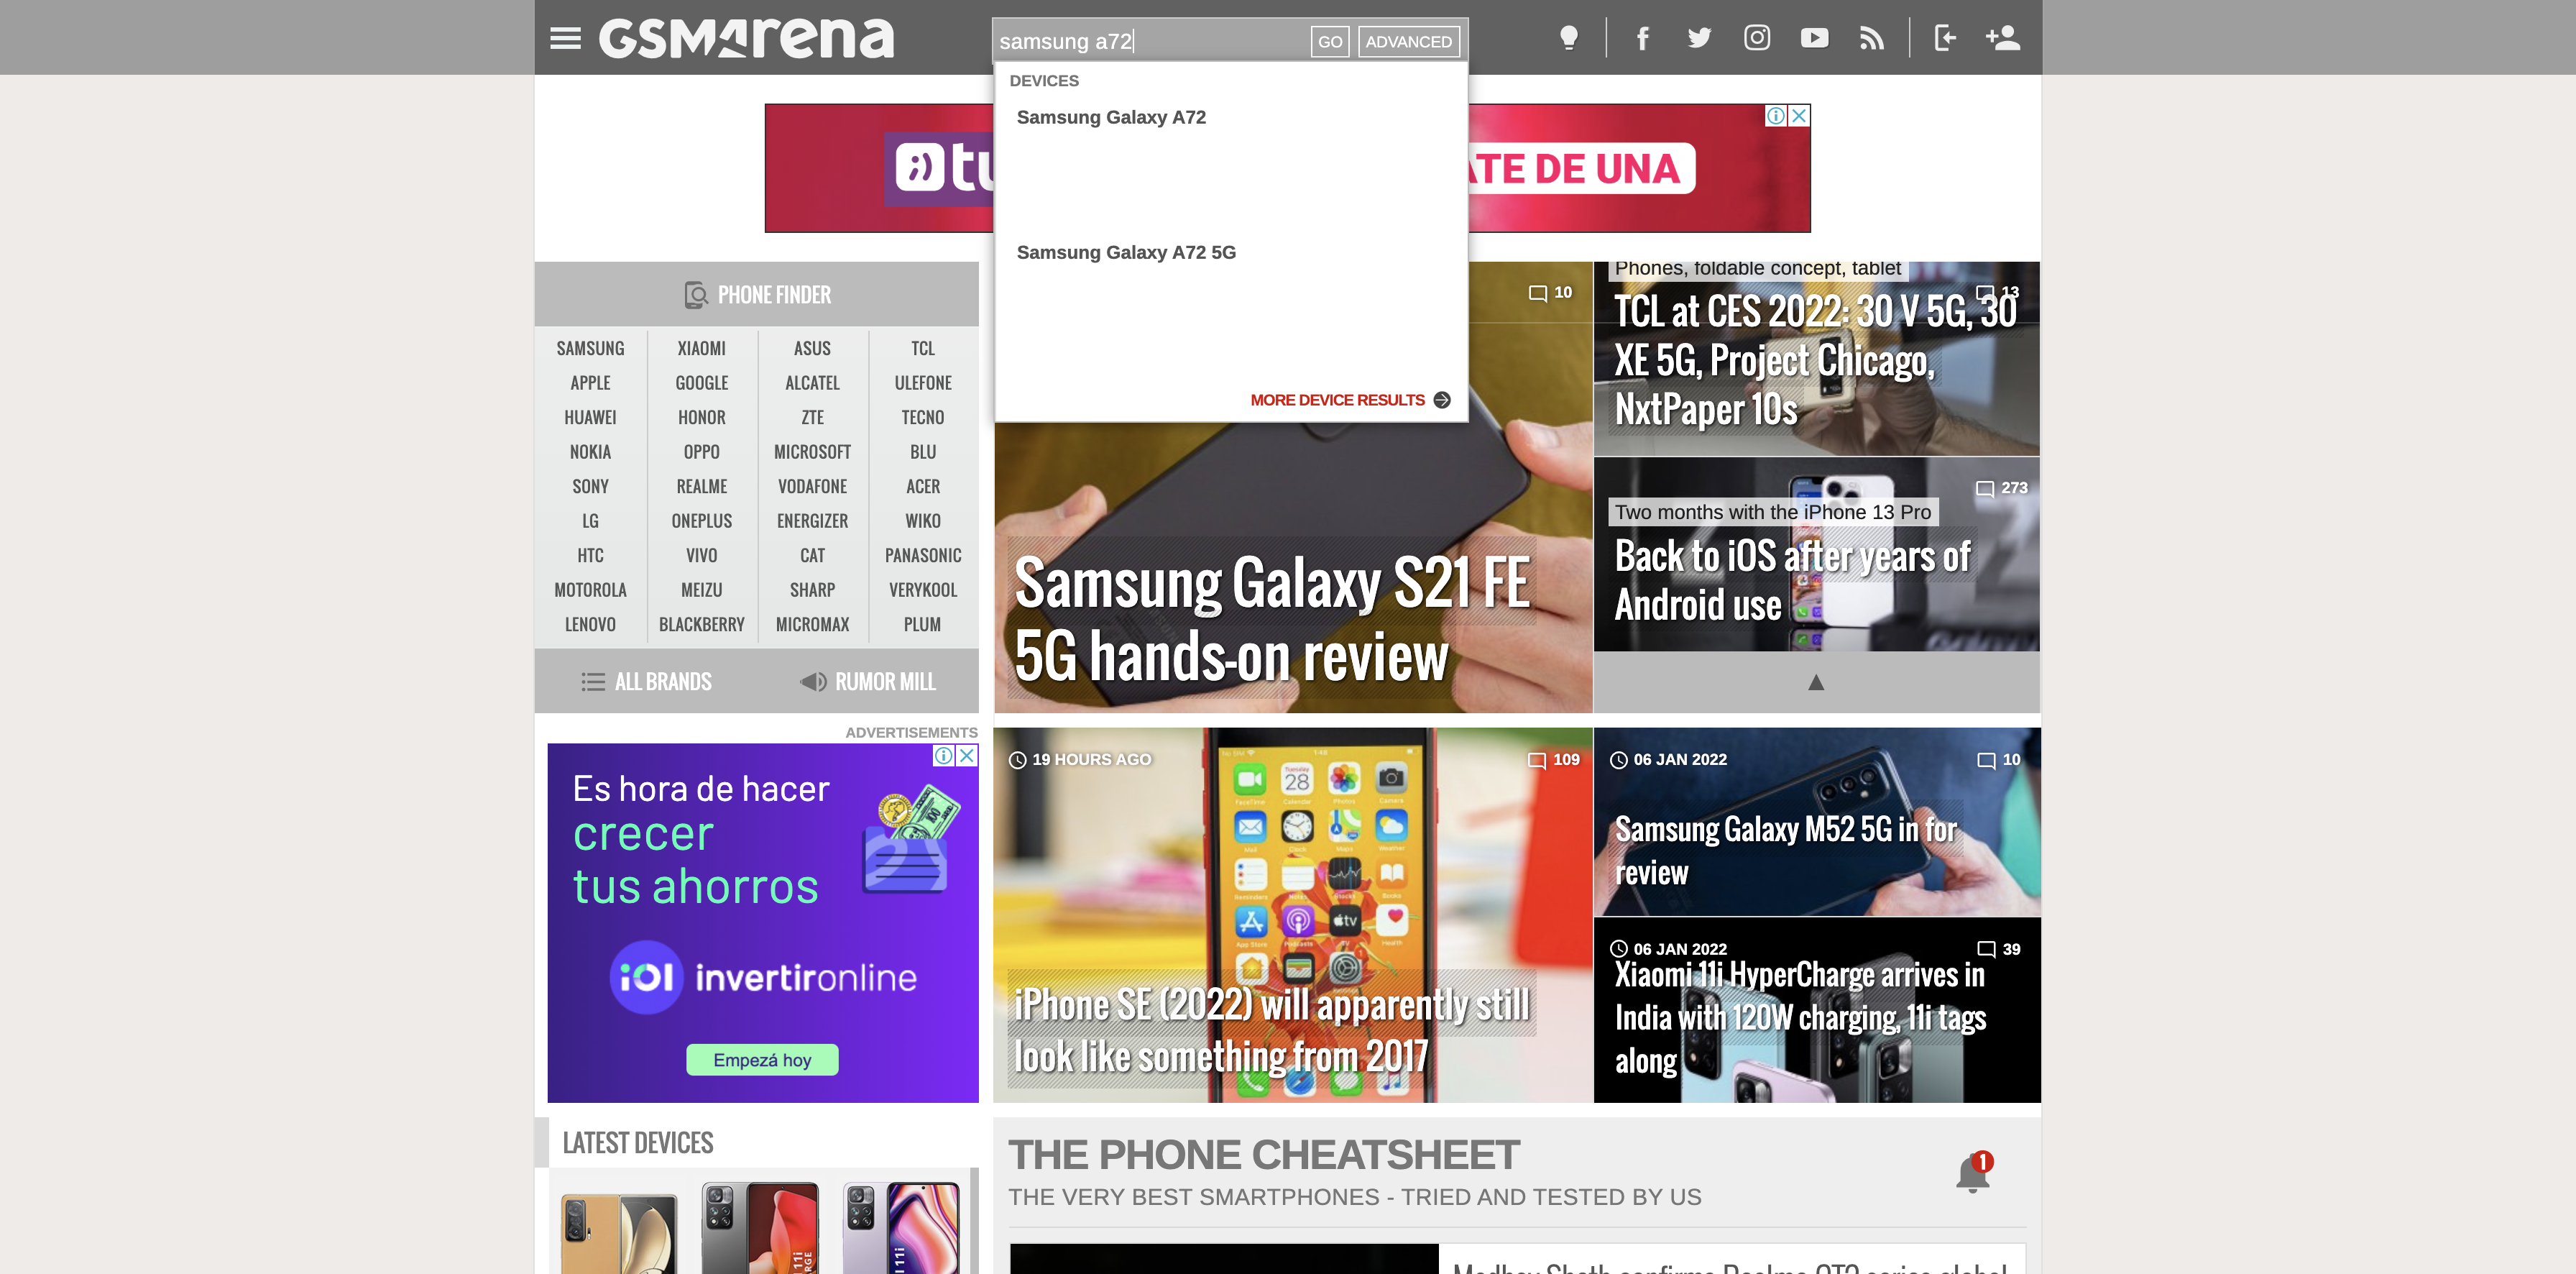 GSMArena
samsung a72
GO
ADVANCED
DEVICES
Samsung Galaxy A72
Samsung Galaxy A72 5G
MORE DEVICE RESULTS
ATE DE UNA
PHONE FINDER
SAMSUNG XIAOMI ASUS TCL
APPLE GOOGLE ALCATEL ULEFONE
HUAWEI HONOR ZTE TECNO
NOKIA OPPO MICROSOFT BLU
SONY REALME VODAFONE ACER
LG ONEPLUS ENERGIZER WIKO
HTC VIVO CAT PANASONIC
MOTOROLA MEIZU SHARP VERYKOOL
LENOVO BLACKBERRY MICROMAX PLUM
ALL BRANDS
RUMOR MILL
10
Samsung Galaxy S21 FE
5G hands-on review
Phones, foldable concept, tablet
13
TCL at CES 2022: 30 V 5G, 30
XE 5G, Project Chicago,
NxtPaper 10s
273
Two months with the iPhone 13 Pro
Back to iOS after years of
Android use
ADVERTISEMENTS
Es hora de hacer
crecer
tus ahorros
iol invertironline
Empezá hoy
19 HOURS AGO
109
Tuesday
28
iPhone SE (2022) will apparently still
look like something from 2017
06 JAN 2022
10
Samsung Galaxy M52 5G in for
review
06 JAN 2022
39
Xiaomi 11i HyperCharge arrives in
India with 120W charging, 11i tags
along
LATEST DEVICES
THE PHONE CHEATSHEET
1
THE VERY BEST SMARTPHONES - TRIED AND TESTED BY US